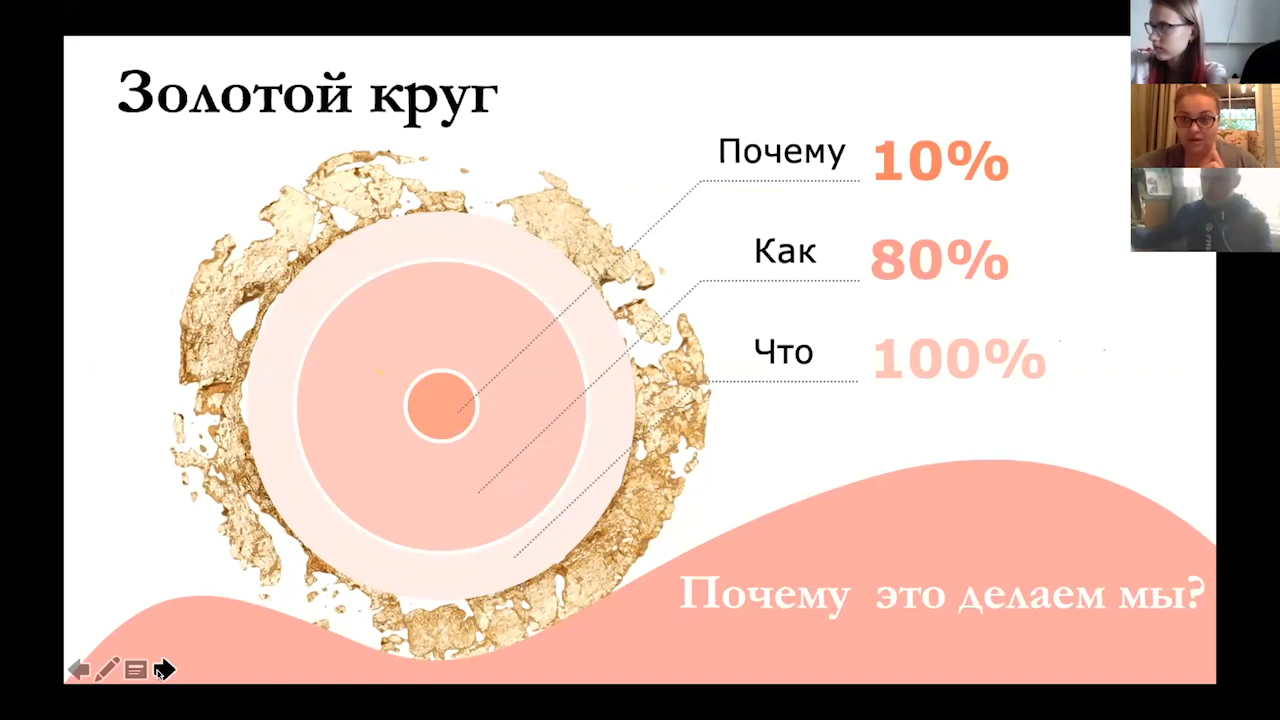 Золотой круг
Почему 10%
Как 80%
Что 100%
Почему это делаем мы?